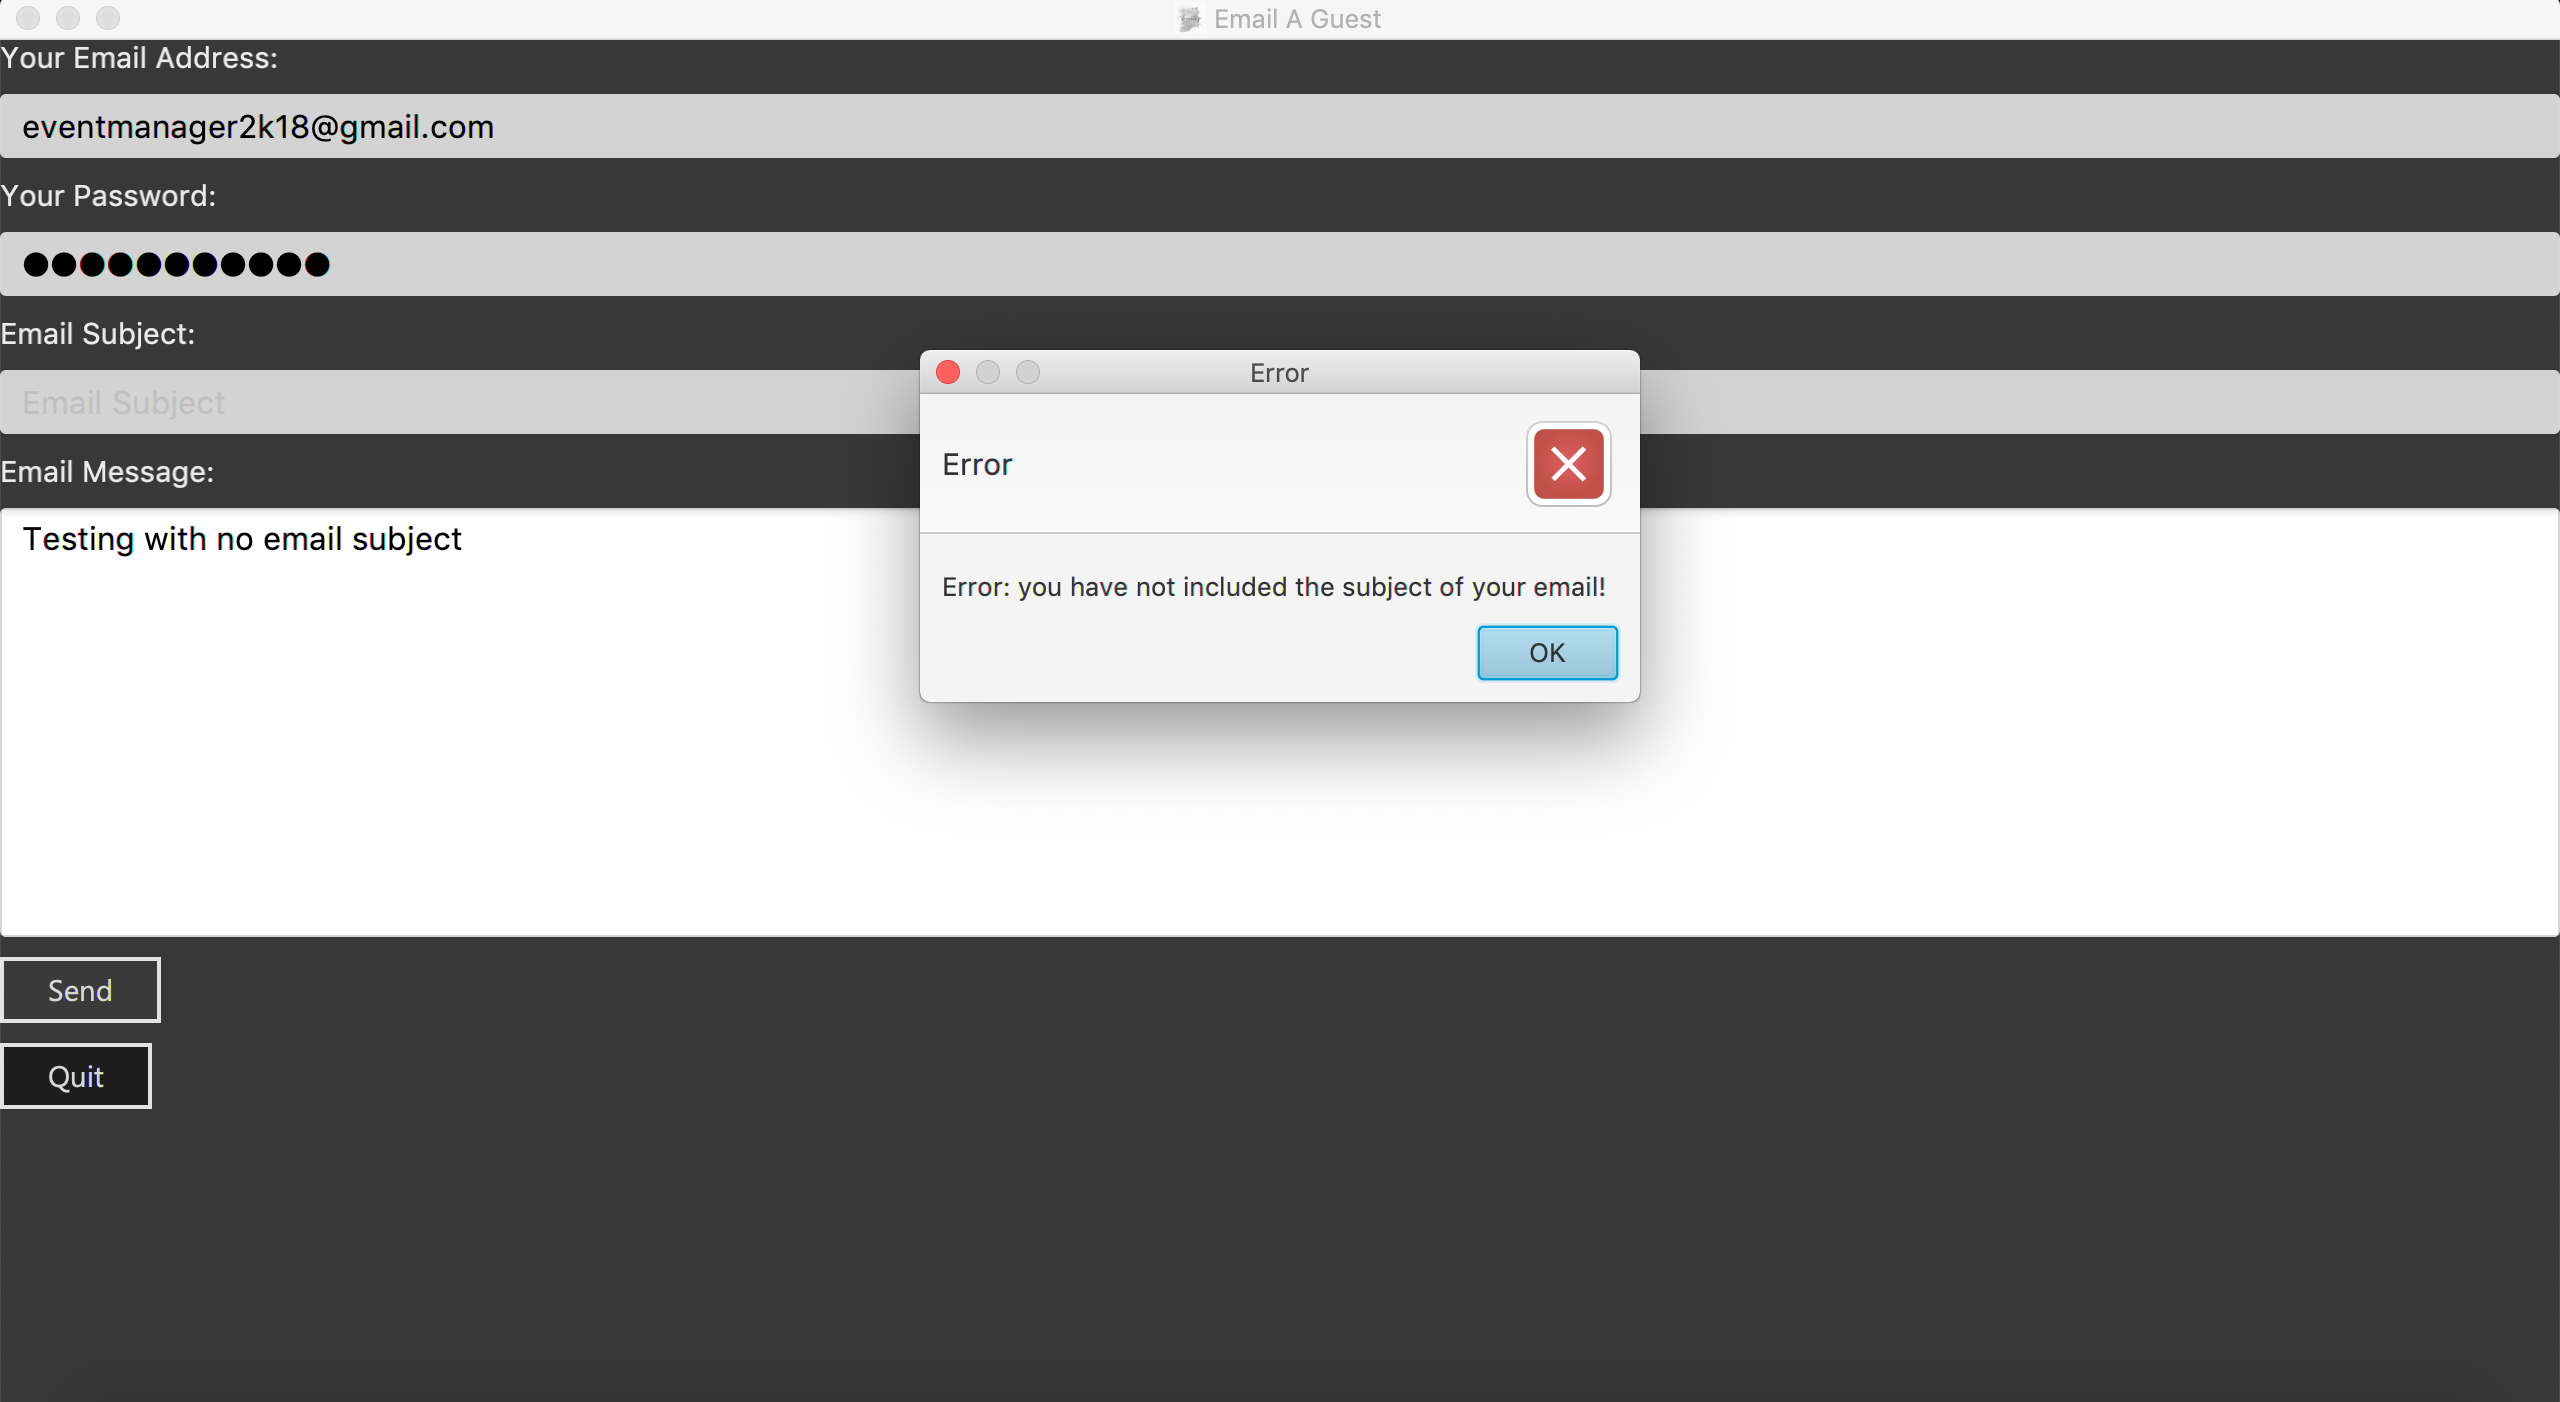 Email A Guest
Your Email Address:
eventmanager2k18@gmail.com
Your Password:
●●●●●●●●●●●
Email Subject:
Email Subject
Email Message:
Testing with no email subject
Error
Error
Error: you have not included the subject of your email!
OK
Send
Quit